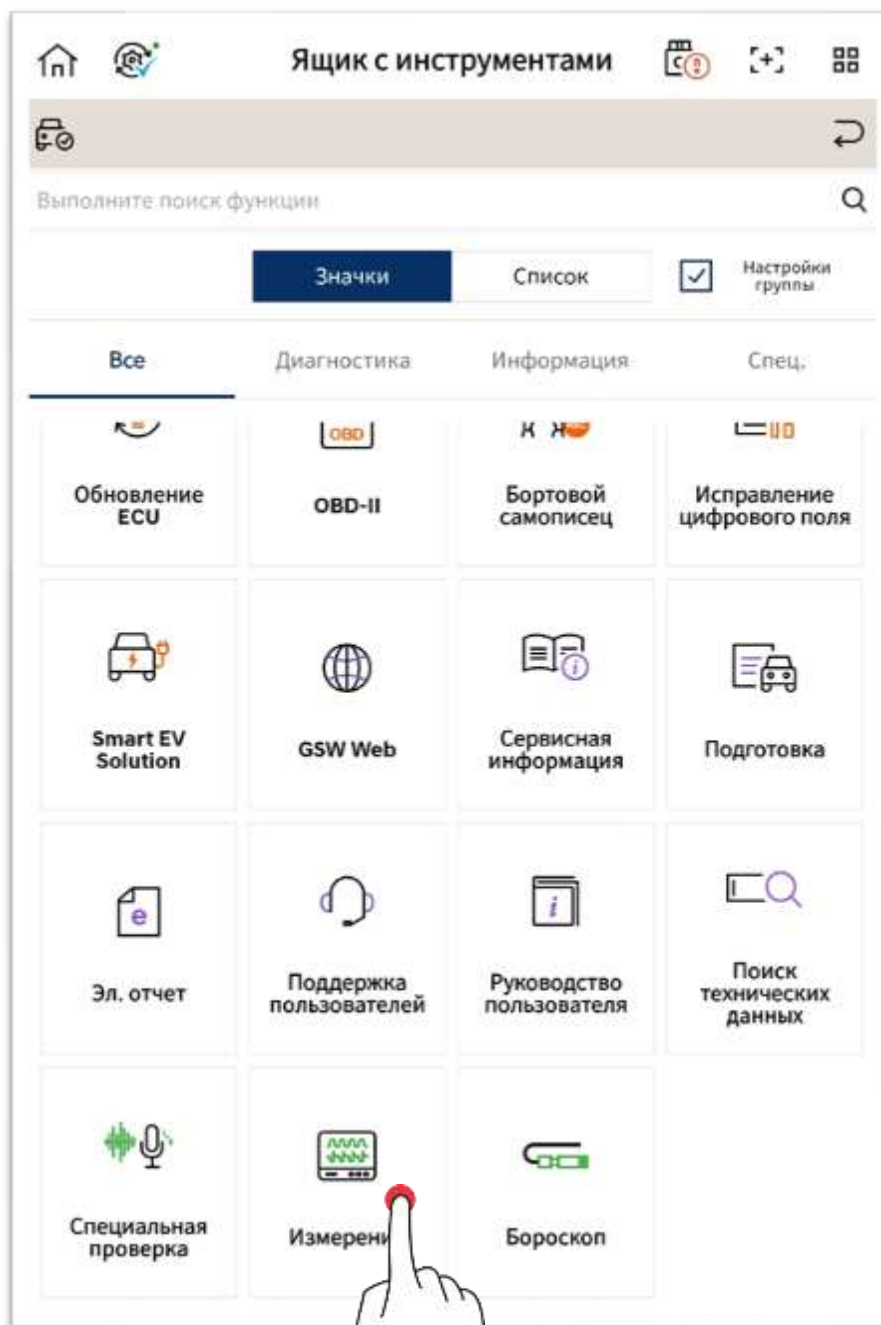 Ящик с инструментами
Выполните поиск функции
Значки
Список
Настройки
группы
Все
Диагностика
Информация
Спец.
OBD
Обновление
ECU
OBD-II
Бортовой
самописец
Исправление
цифрового поля
Smart EV
Solution
GSW Web
Сервисная
информация
Подготовка
e
Эл. отчет
Поддержка
пользователей
i
Руководство
пользователя
Поиск
технических
данных
Специальная
проверка
Измерени
Бороскоп